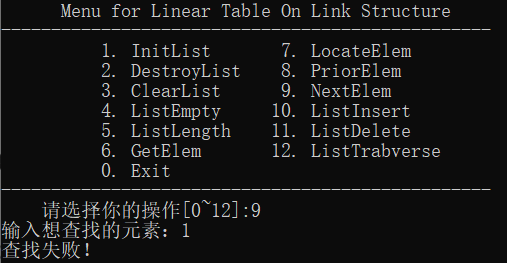 Menu for Linear Table On Link Structure
-------------------------------------------------
1. InitList 7. LocateElem
2. DestroyList 8. PriorElem
3. ClearList 9. NextElem
4. ListEmpty 10. ListInsert
5. ListLength 11. ListDelete
6. GetElem 12. ListTrabverse
0. Exit
-------------------------------------------------
请选择你的操作[0~12]:9
输入想查找的元素：1
查找失败！